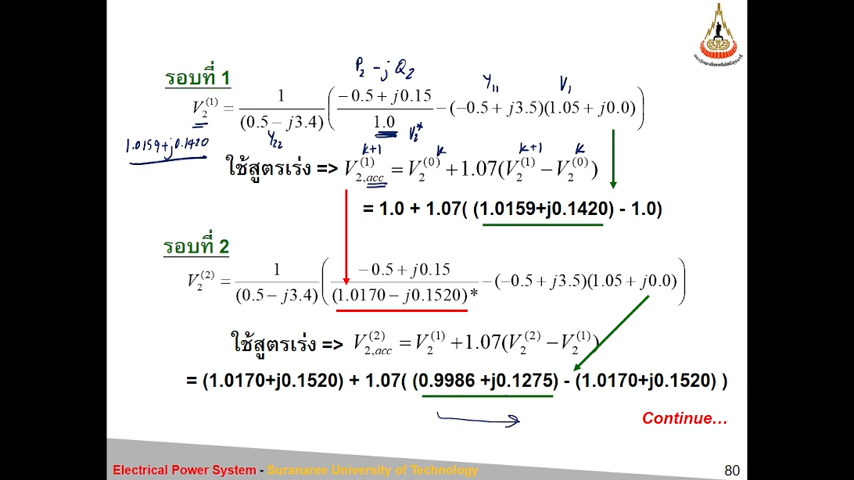 P₂ - jQ₂
รอบที่ 1
Y₁₁ V₁
V₂⁽¹⁾ = 1/(0.5 − j3.4) ( (−0.5 + j0.15)/1.0 − (−0.5 + j3.5)(1.05 + j0.0) )
Y₂₂ V₂*
1.0159+j0.1420
k+1 k k+1 k
ใช้สูตรเร่ง => V₂,acc⁽¹⁾ = V₂⁽⁰⁾ + 1.07(V₂⁽¹⁾ − V₂⁽⁰⁾)
= 1.0 + 1.07( (1.0159+j0.1420) - 1.0)
รอบที่ 2
V₂⁽²⁾ = 1/(0.5 − j3.4) ( (−0.5 + j0.15)/(1.0170 − j0.1520)* − (−0.5 + j3.5)(1.05 + j0.0) )
ใช้สูตรเร่ง => V₂,acc⁽²⁾ = V₂⁽¹⁾ + 1.07(V₂⁽²⁾ − V₂⁽¹⁾)
= (1.0170+j0.1520) + 1.07( (0.9986 +j0.1275) - (1.0170+j0.1520) )
Continue…
Electrical Power System - Suranaree University of Technology
80